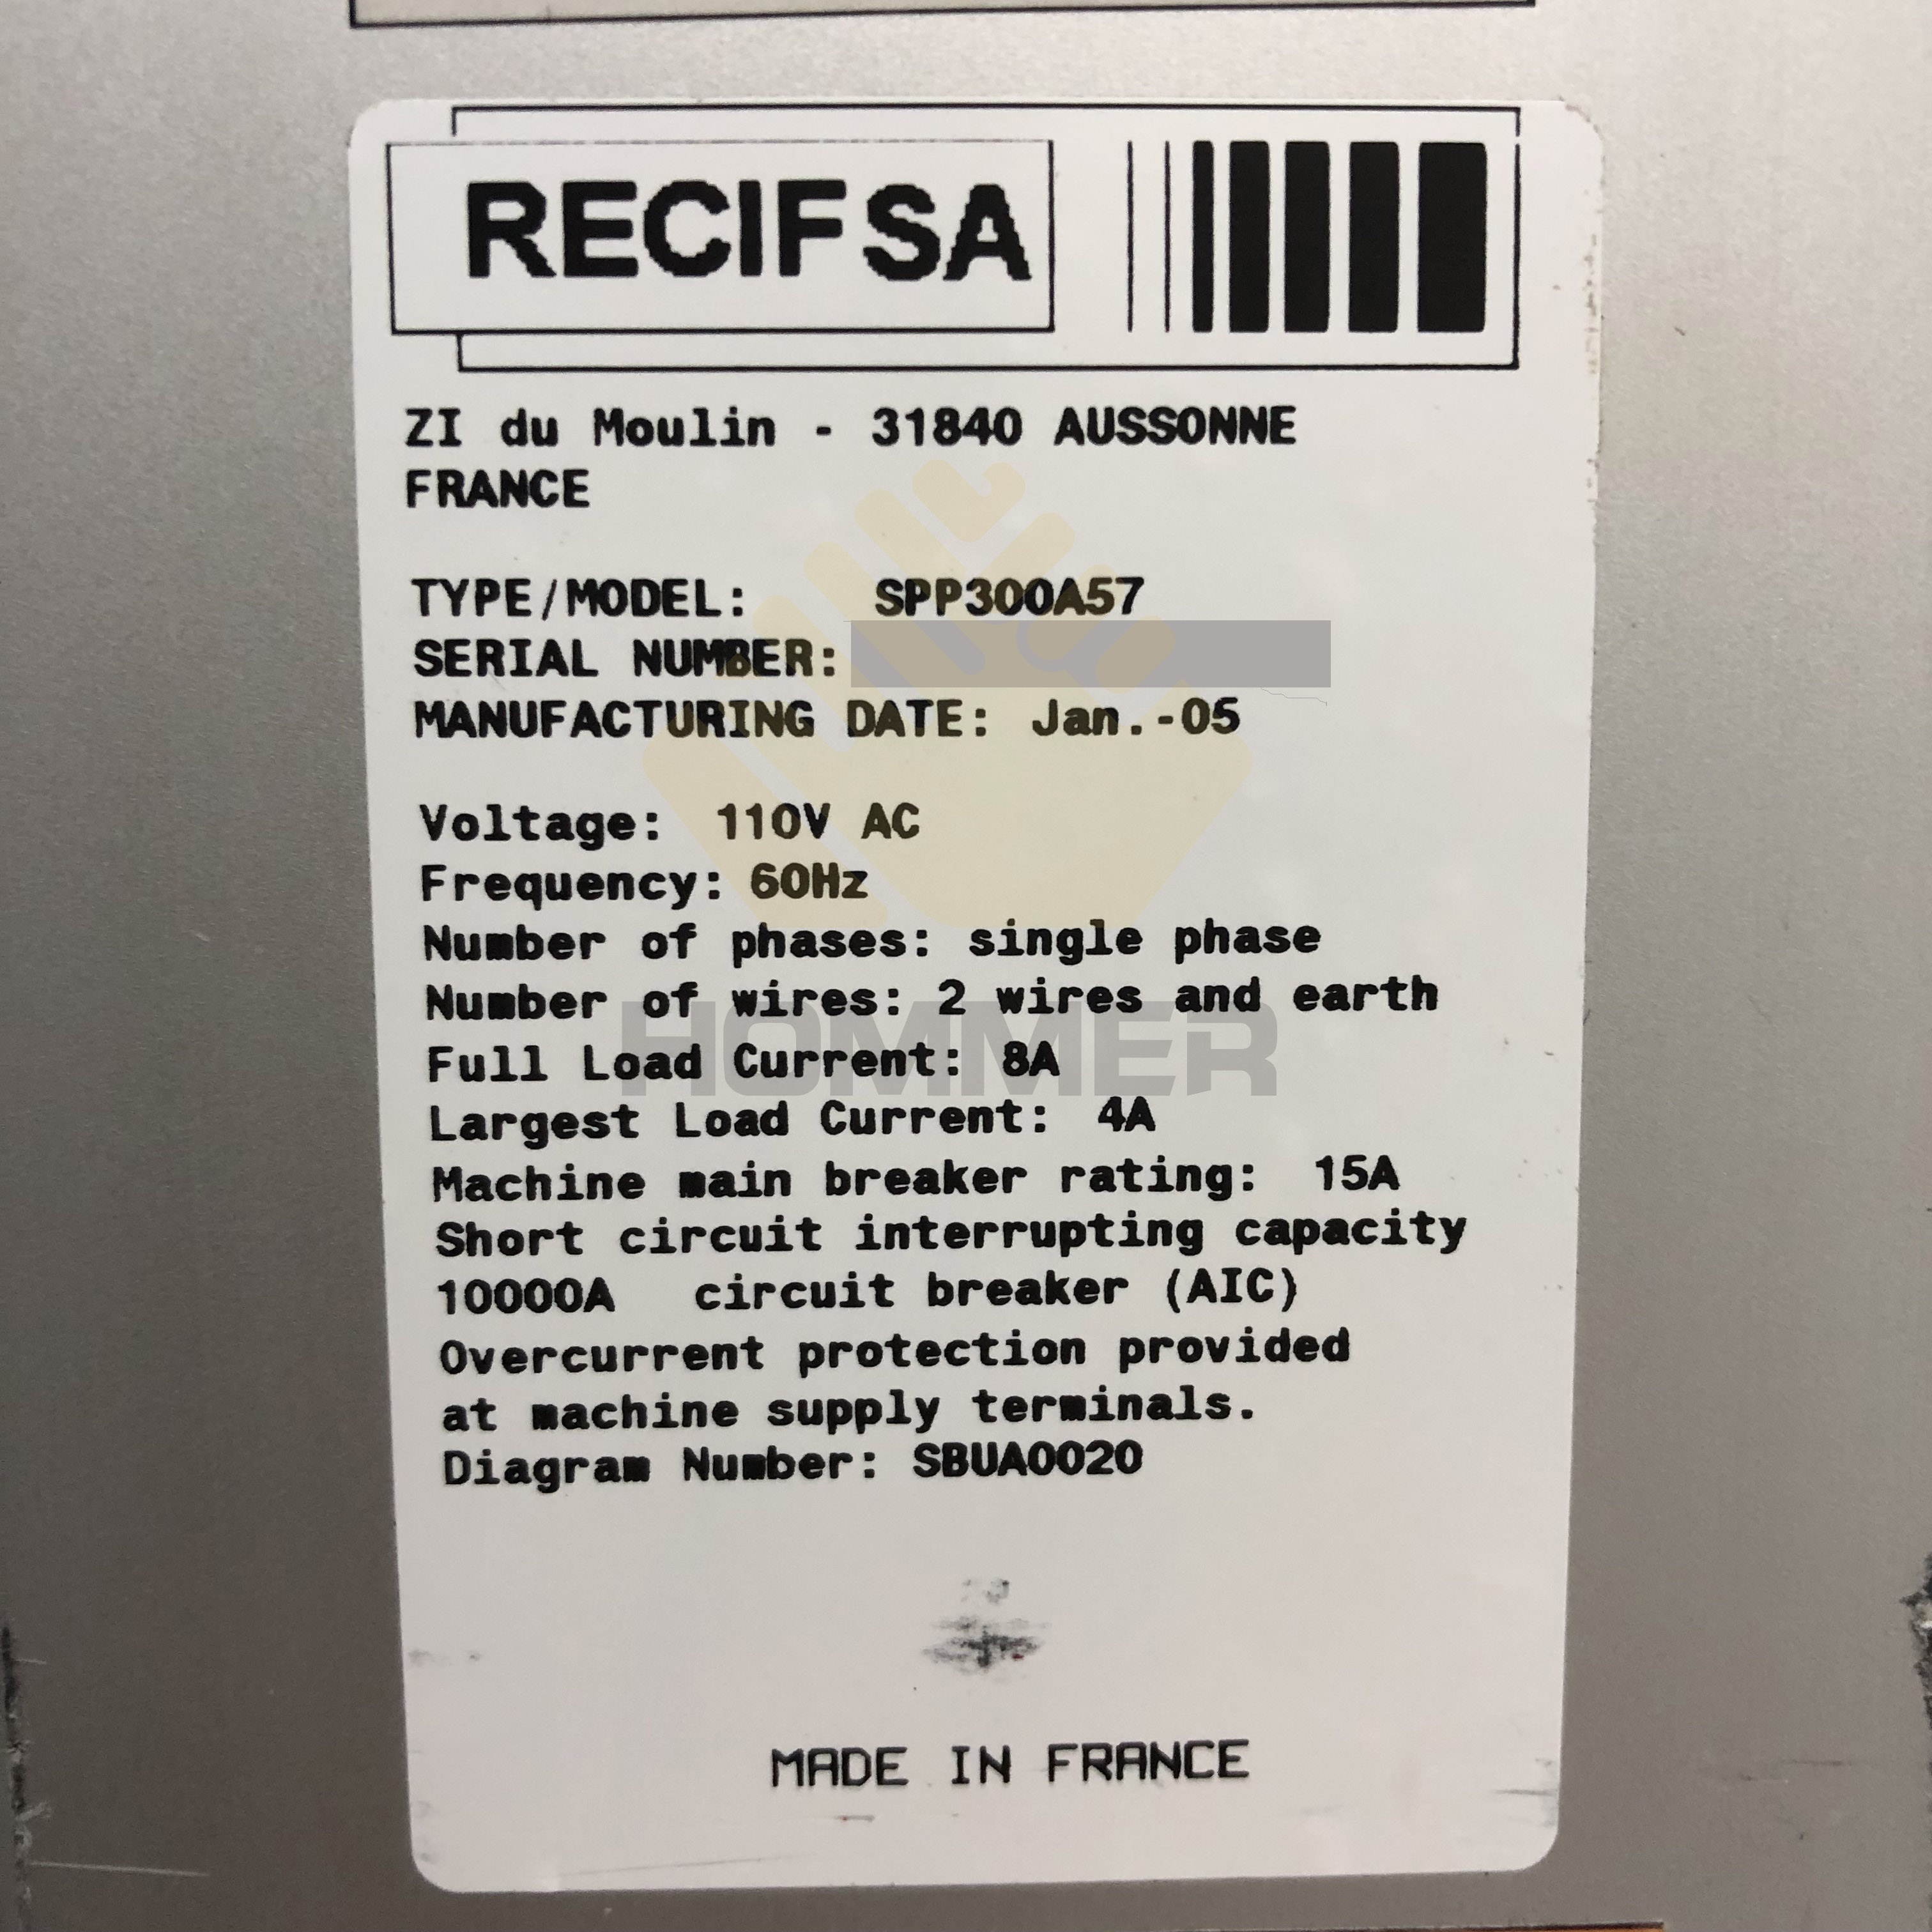 RECIF SA
ZI du Moulin - 31840 AUSSONNE
FRANCE
TYPE/MODEL: SPP300A57
SERIAL NUMBER:
MANUFACTURING DATE: Jan.-05
Voltage: 110V AC
Frequency: 60Hz
Number of phases: single phase
Number of wires: 2 wires and earth
HOMMER
Full Load Current: 8A
Largest Load Current: 4A
Machine main breaker rating: 15A
Short circuit interrupting capacity
10000A circuit breaker (AIC)
Overcurrent protection provided
at machine supply terminals.
Diagram Number: SBUA0020
MADE IN FRANCE